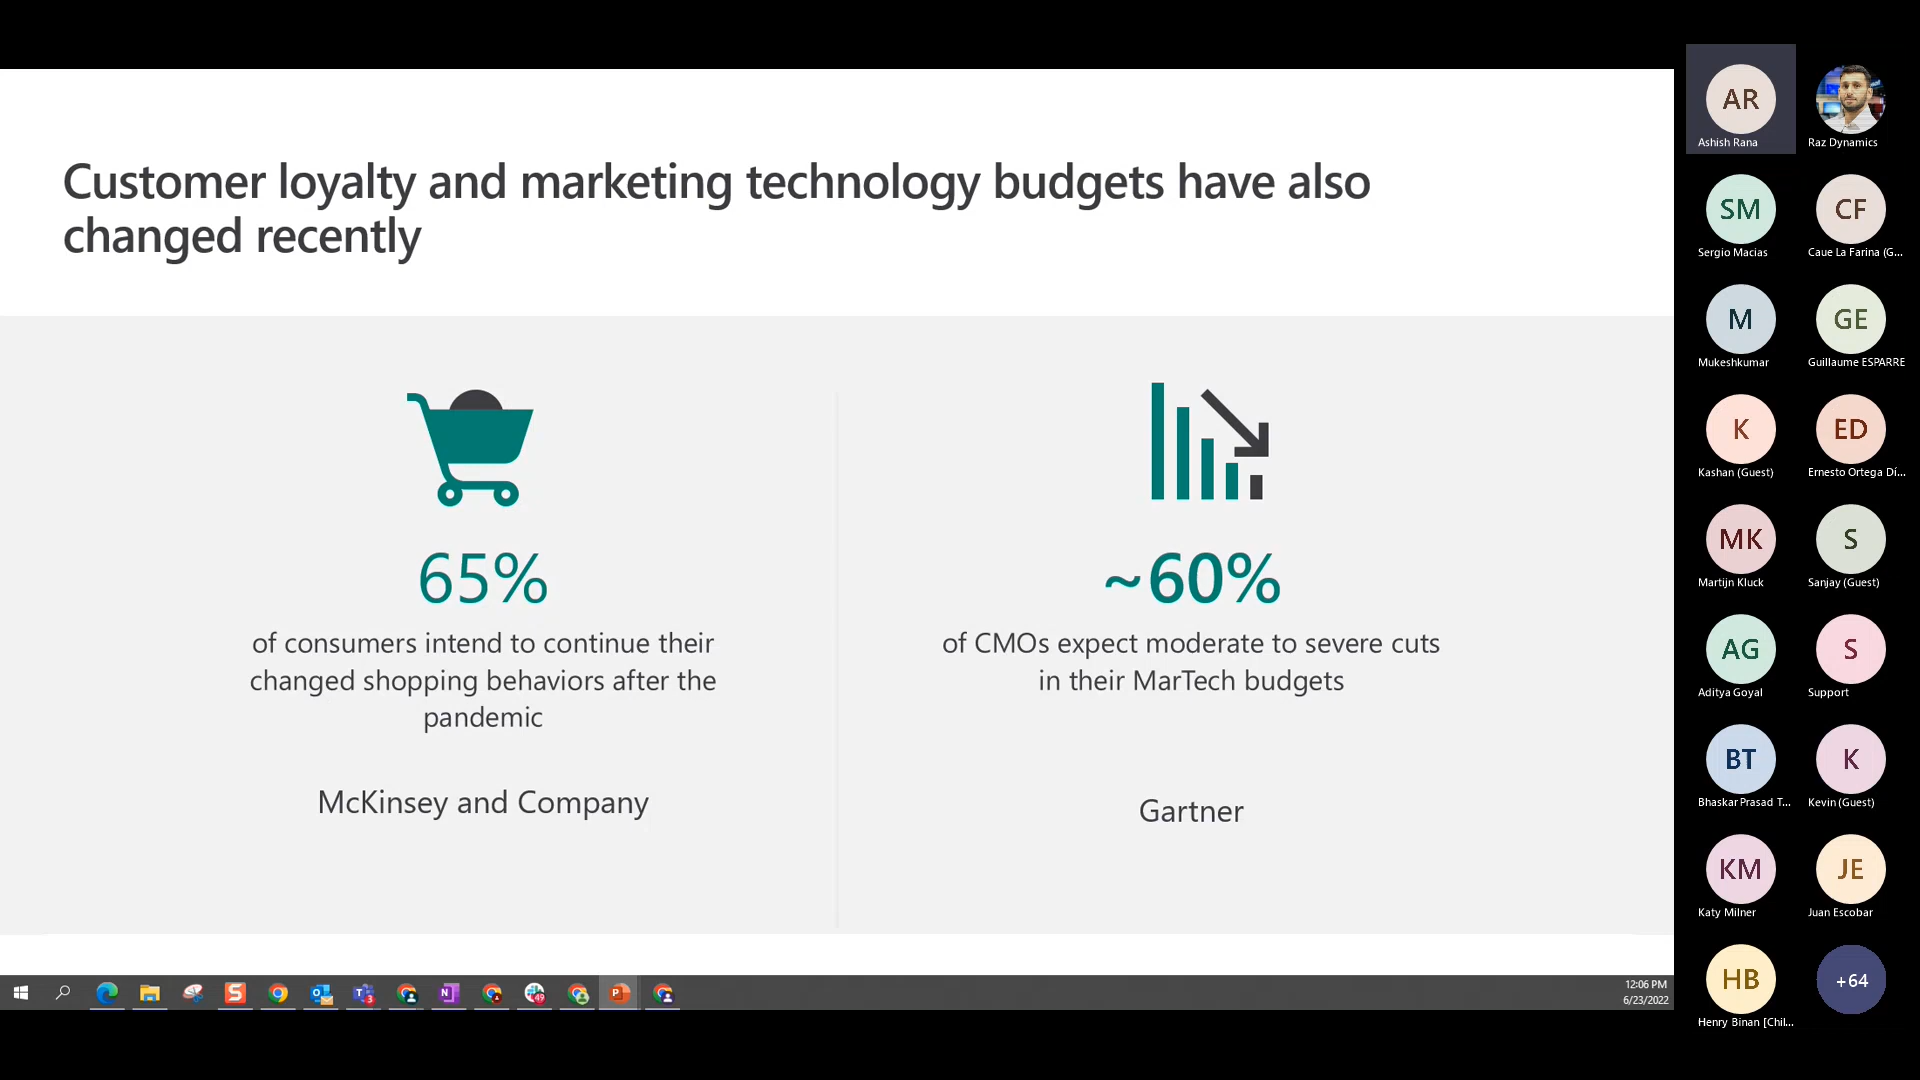 Customer loyalty and marketing technology budgets have also
changed recently
65%
of consumers intend to continue their
changed shopping behaviors after the
pandemic
McKinsey and Company
~60%
of CMOs expect moderate to severe cuts
in their MarTech budgets
Gartner
AR
Ashish Rana
Raz Dynamics
SM
Sergio Macias
CF
Caue La Farina (G...
M
Mukeshkumar
GE
Guillaume ESPARRE
K
Kashan (Guest)
ED
Ernesto Ortega Dí...
MK
Martijn Kluck
S
Sanjay (Guest)
AG
Aditya Goyal
S
Support
BT
Bhaskar Prasad T...
K
Kevin (Guest)
KM
Katy Milner
JE
Juan Escobar
HB
Henry Binan [Chil...
+64
12:06 PM
6/23/2022